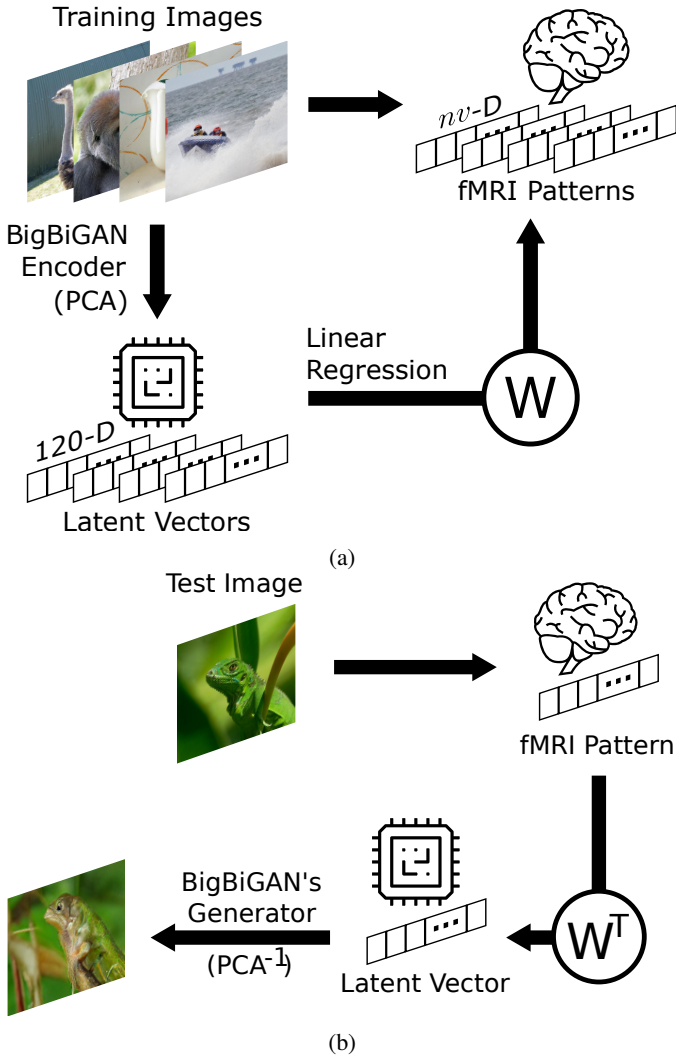 Training Images
nv-D
fMRI Patterns
BigBiGAN
Encoder
(PCA)
Linear
Regression
W
120-D
Latent Vectors
(a)
Test Image
fMRI Pattern
BigBiGAN's
Generator
(PCA⁻¹)
Latent Vector
Wᵀ
(b)